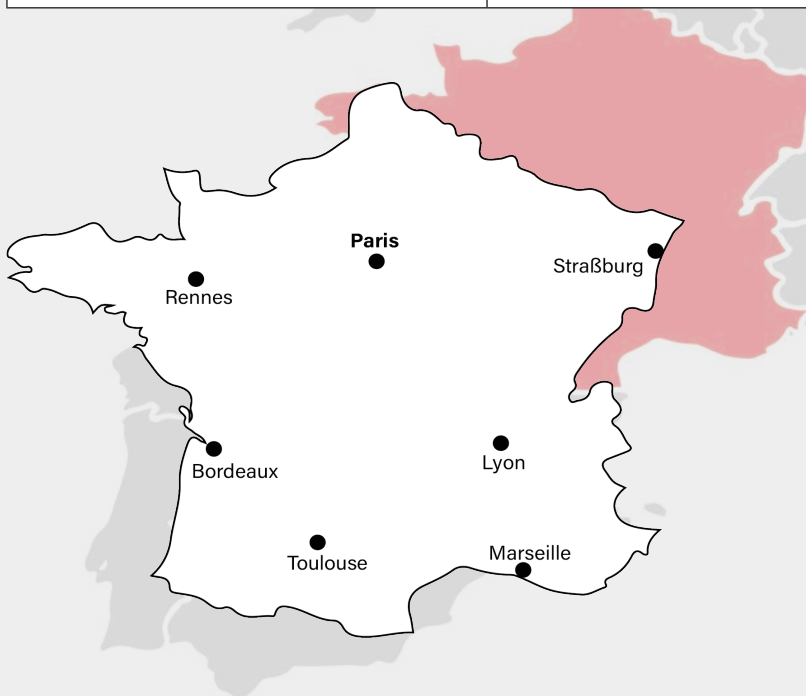 Paris
Straßburg
Rennes
Bordeaux
Lyon
Toulouse
Marseille